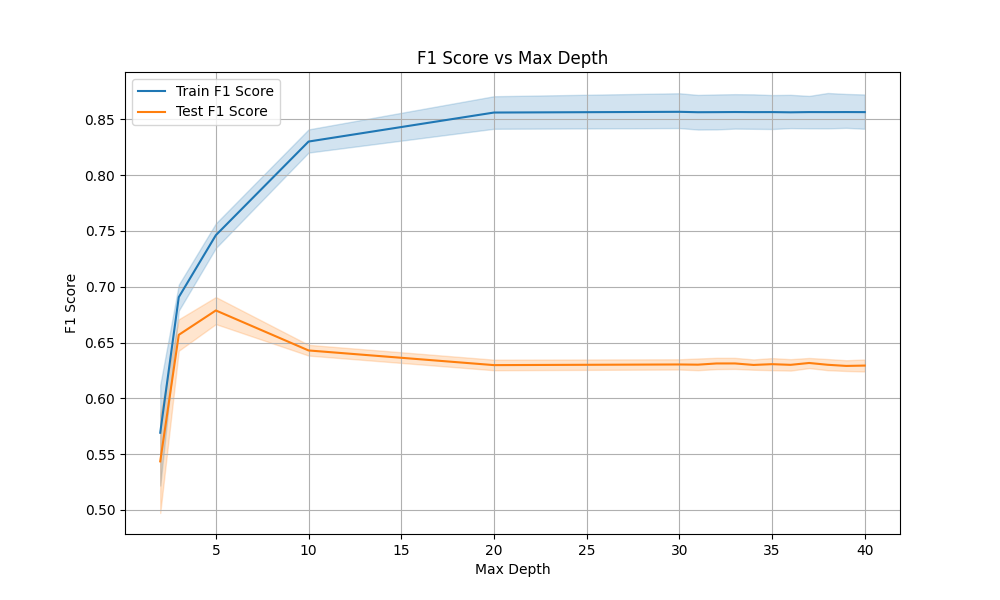 F1 Score vs Max Depth
Train F1 Score
Test F1 Score
0.85
0.80
0.75
0.70
0.65
0.60
0.55
0.50
F1 Score
5 10 15 20 25 30 35 40
Max Depth